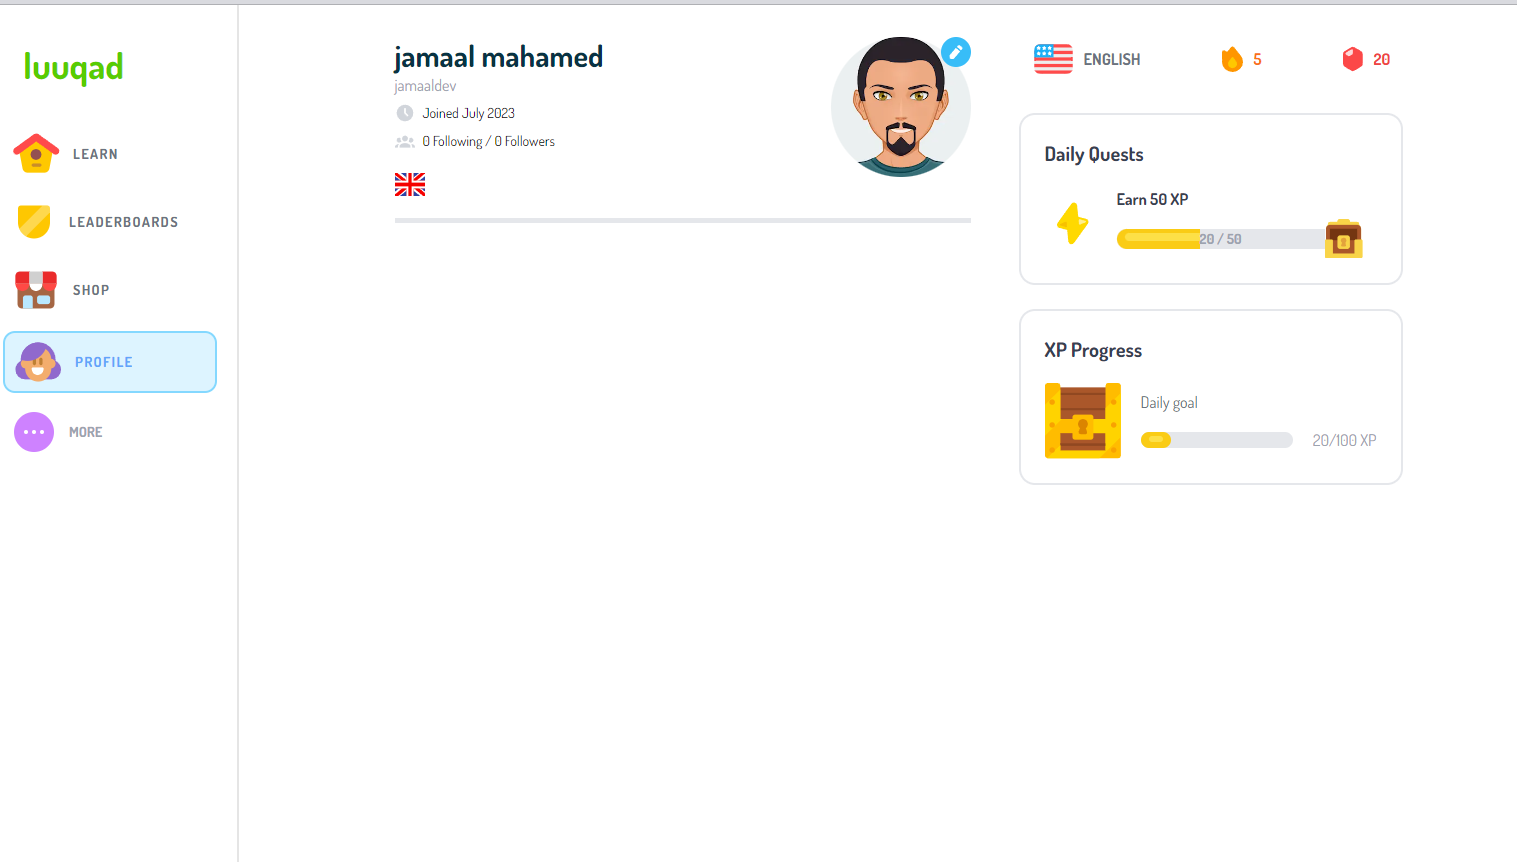 luuqad
LEARN
LEADERBOARDS
SHOP
PROFILE
MORE
jamaal mahamed
jamaaldev
Joined July 2023
0 Following / 0 Followers
ENGLISH
5
20
Daily Quests
Earn 50 XP
20 / 50
XP Progress
Daily goal
20/100 XP